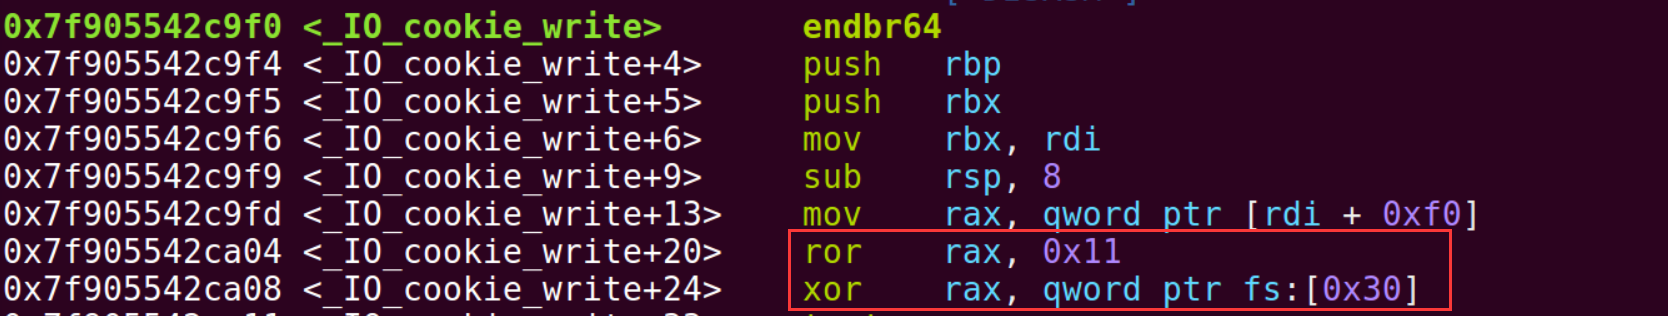 0x7f905542c9f0 <_IO_cookie_write> endbr64
0x7f905542c9f4 <_IO_cookie_write+4> push rbp
0x7f905542c9f5 <_IO_cookie_write+5> push rbx
0x7f905542c9f6 <_IO_cookie_write+6> mov rbx, rdi
0x7f905542c9f9 <_IO_cookie_write+9> sub rsp, 8
0x7f905542c9fd <_IO_cookie_write+13> mov rax, qword ptr [rdi + 0xf0]
0x7f905542ca04 <_IO_cookie_write+20> ror rax, 0x11
0x7f905542ca08 <_IO_cookie_write+24> xor rax, qword ptr fs:[0x30]